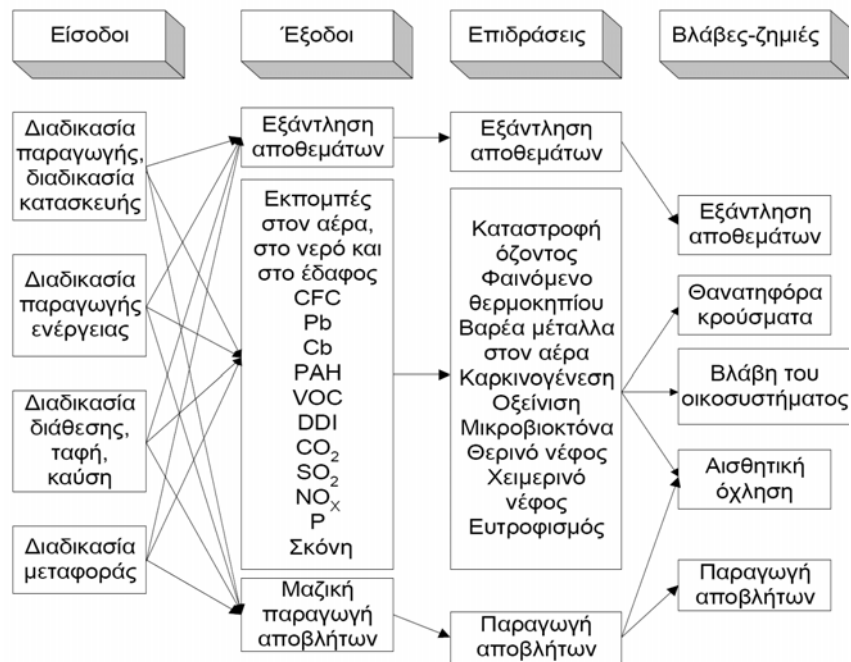 Είσοδοι
Έξοδοι
Επιδράσεις
Βλάβες-ζημιές
Διαδικασία
παραγωγής,
διαδικασία
κατασκευής
Διαδικασία
παραγωγής
ενέργειας
Διαδικασία
διάθεσης,
ταφή,
καύση
Διαδικασία
μεταφοράς
Εξάντληση
αποθεμάτων
Εκπομπές
στον αέρα,
στο νερό και
στο έδαφος
CFC
Pb
Cb
PAH
VOC
DDI
CO₂
SO₂
NOₓ
P
Σκόνη
Μαζική
παραγωγή
αποβλήτων
Εξάντληση
αποθεμάτων
Καταστροφή
όζοντος
Φαινόμενο
θερμοκηπίου
Βαρέα μέταλλα
στον αέρα
Καρκινογένεση
Οξείνιση
Μικροβιοκτόνα
Θερινό νέφος
Χειμερινό
νέφος
Ευτροφισμός
Παραγωγή
αποβλήτων
Εξάντληση
αποθεμάτων
Θανατηφόρα
κρούσματα
Βλάβη του
οικοσυστήματος
Αισθητική
όχληση
Παραγωγή
αποβλήτων